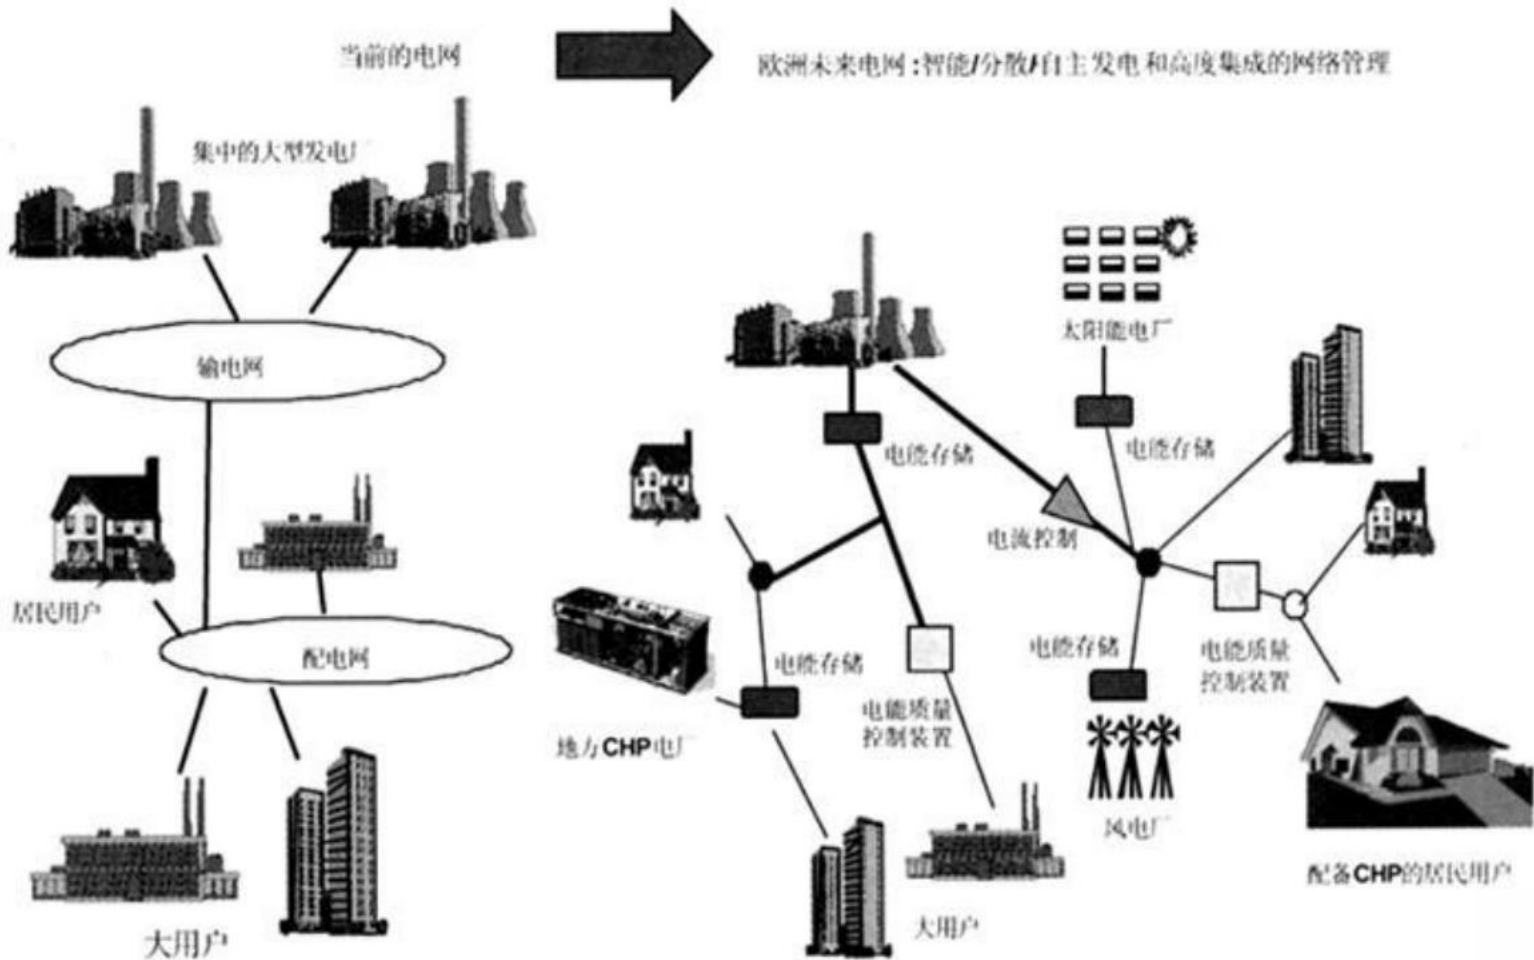 当前的电网
欧洲未来电网:智能/分散/自主发电和高度集成的网络管理
集中的大型发电厂
输电网
居民用户
配电网
大用户
太阳能电厂
电能存储
电能存储
电流控制
电能存储
电能质量
控制装置
地方CHP电厂
电能存储
电能质量
控制装置
风电厂
大用户
配备CHP的居民用户